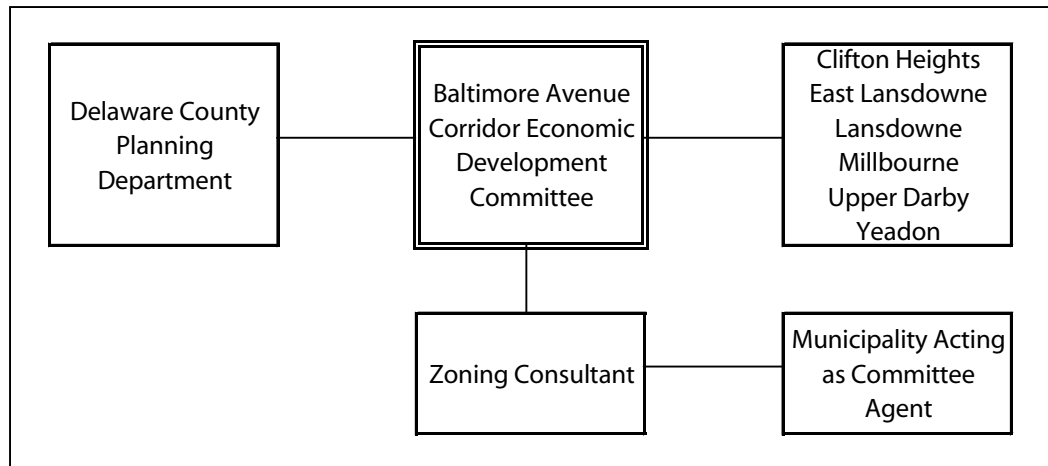 Delaware County
Planning
Department
Baltimore Avenue
Corridor Economic
Development
Committee
Clifton Heights
East Lansdowne
Lansdowne
Millbourne
Upper Darby
Yeadon
Zoning Consultant
Municipality Acting
as Committee
Agent